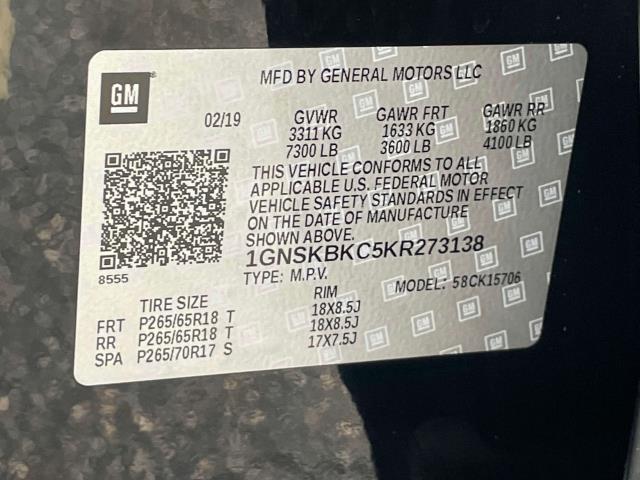 GM
MFD BY GENERAL MOTORS LLC
02/19 GVWR GAWR FRT GAWR RR
3311 KG 1633 KG 1860 KG
7300 LB 3600 LB 4100 LB
THIS VEHICLE CONFORMS TO ALL
APPLICABLE U.S. FEDERAL MOTOR
VEHICLE SAFETY STANDARDS IN EFFECT
ON THE DATE OF MANUFACTURE
SHOWN ABOVE.
1GNSKBKC5KR273138
8555
TYPE: M.P.V. MODEL: 58CK15706
TIRE SIZE RIM
FRT P265/65R18 T 18X8.5J
RR P265/65R18 T 18X8.5J
SPA P265/70R17 S 17X7.5J